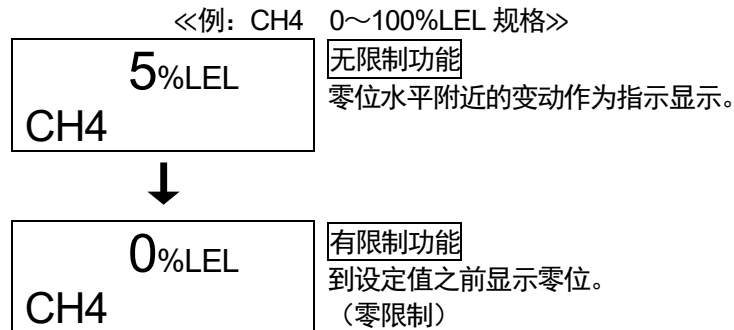 ≪例：CH4　0～100%LEL 规格≫
5%LEL
CH4
无限制功能
零位水平附近的变动作为指示显示。
0%LEL
CH4
有限制功能
到设定值之前显示零位。
（零限制）